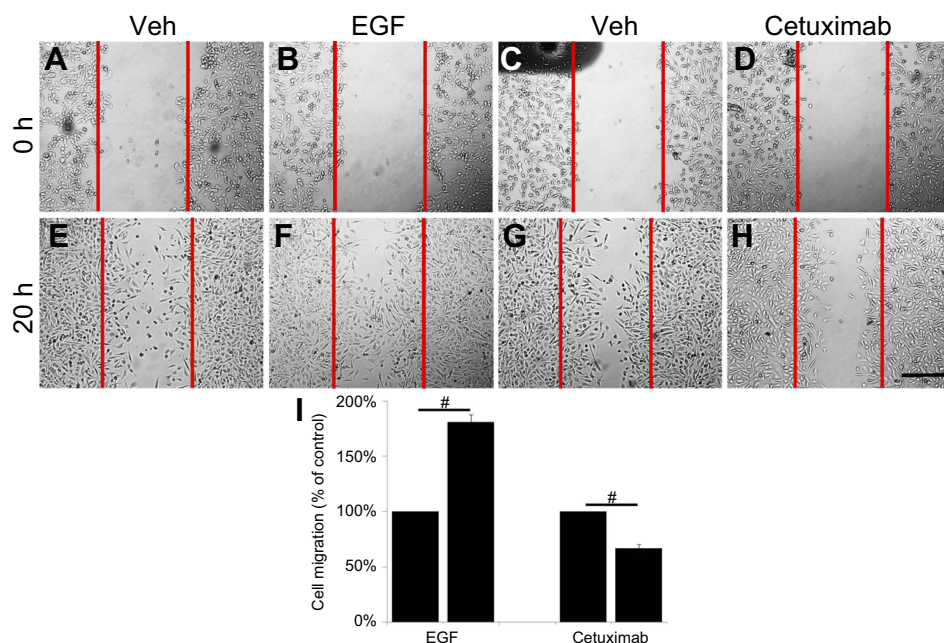 Veh EGF Veh Cetuximab
0 h
A B C D
20 h
E F G H
I
Cell migration (% of control)
200%
150%
100%
50%
0%
# #
EGF Cetuximab